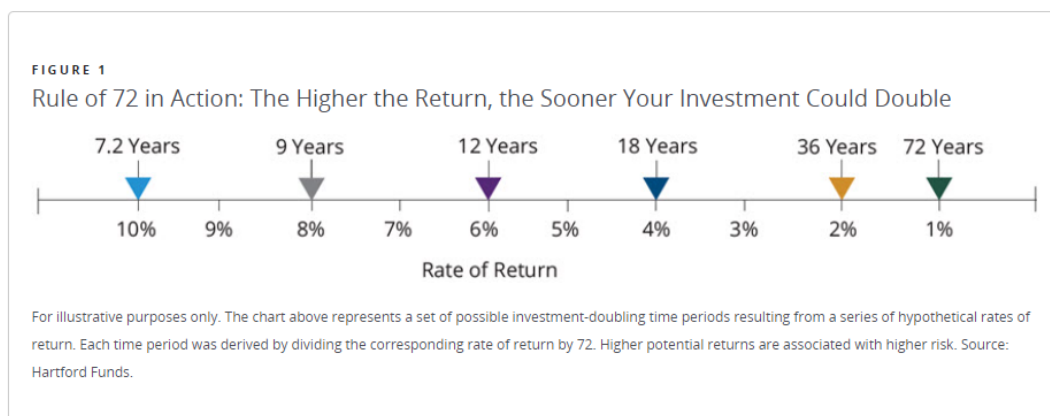 FIGURE 1
Rule of 72 in Action: The Higher the Return, the Sooner Your Investment Could Double
7.2 Years 9 Years 12 Years 18 Years 36 Years 72 Years
10% 9% 8% 7% 6% 5% 4% 3% 2% 1%
Rate of Return
For illustrative purposes only. The chart above represents a set of possible investment-doubling time periods resulting from a series of hypothetical rates of
return. Each time period was derived by dividing the corresponding rate of return by 72. Higher potential returns are associated with higher risk. Source:
Hartford Funds.